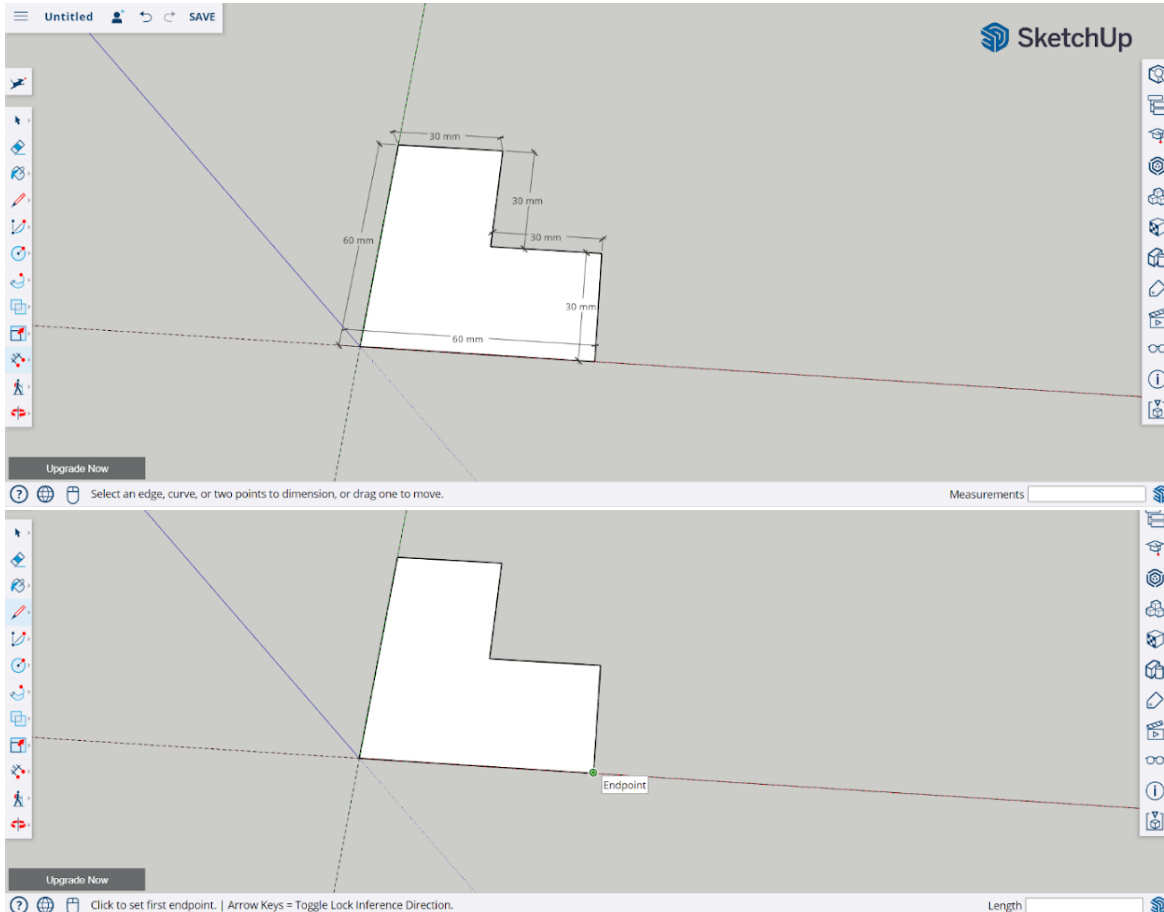 Untitled SAVE
SketchUp
30 mm
30 mm
30 mm
60 mm
30 mm
60 mm
Upgrade Now
Select an edge, curve, or two points to dimension, or drag one to move.
Measurements
Endpoint
Upgrade Now
Click to set first endpoint. | Arrow Keys = Toggle Lock Inference Direction.
Length